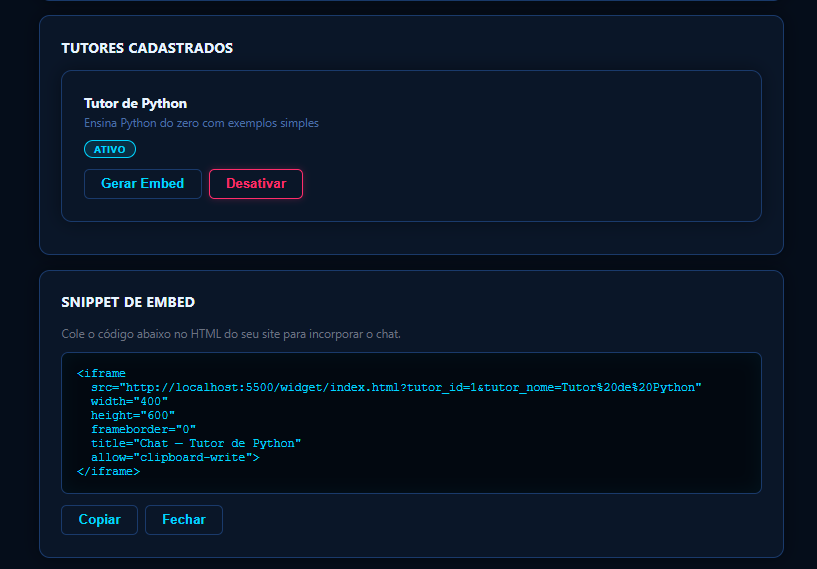 TUTORES CADASTRADOS
Tutor de Python
Ensina Python do zero com exemplos simples
ATIVO
Gerar Embed Desativar
SNIPPET DE EMBED
Cole o código abaixo no HTML do seu site para incorporar o chat.
<iframe
  src="http://localhost:5500/widget/index.html?tutor_id=1&tutor_nome=Tutor%20de%20Python"
  width="400"
  height="600"
  frameborder="0"
  title="Chat — Tutor de Python"
  allow="clipboard-write">
</iframe>
Copiar Fechar